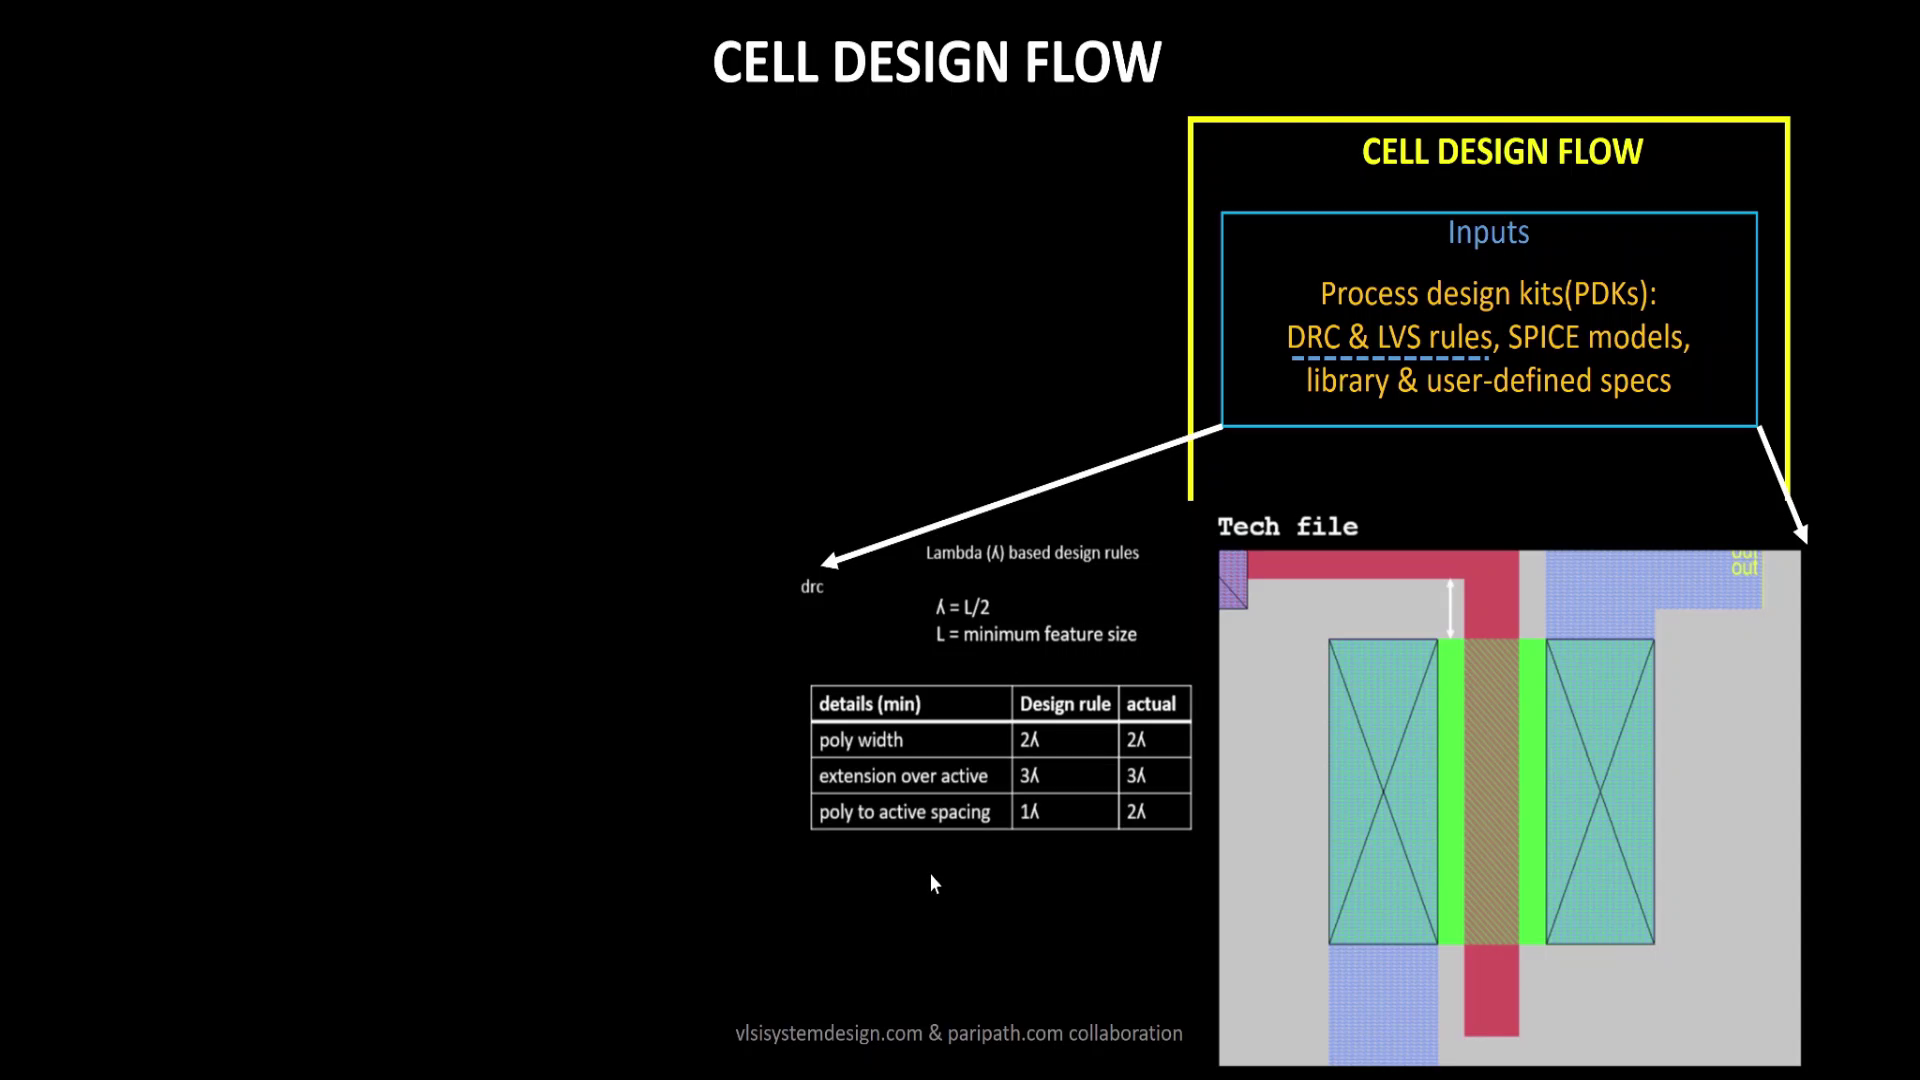 CELL DESIGN FLOW
CELL DESIGN FLOW
Inputs
Process design kits(PDKs):
DRC & LVS rules, SPICE models,
library & user-defined specs
Tech file
Lambda (ʎ) based design rules
drc
ʎ = L/2
L = minimum feature size
details (min) Design rule actual
poly width 2ʎ 2ʎ
extension over active 3ʎ 3ʎ
poly to active spacing 1ʎ 2ʎ
out
out
vlsisystemdesign.com & paripath.com collaboration